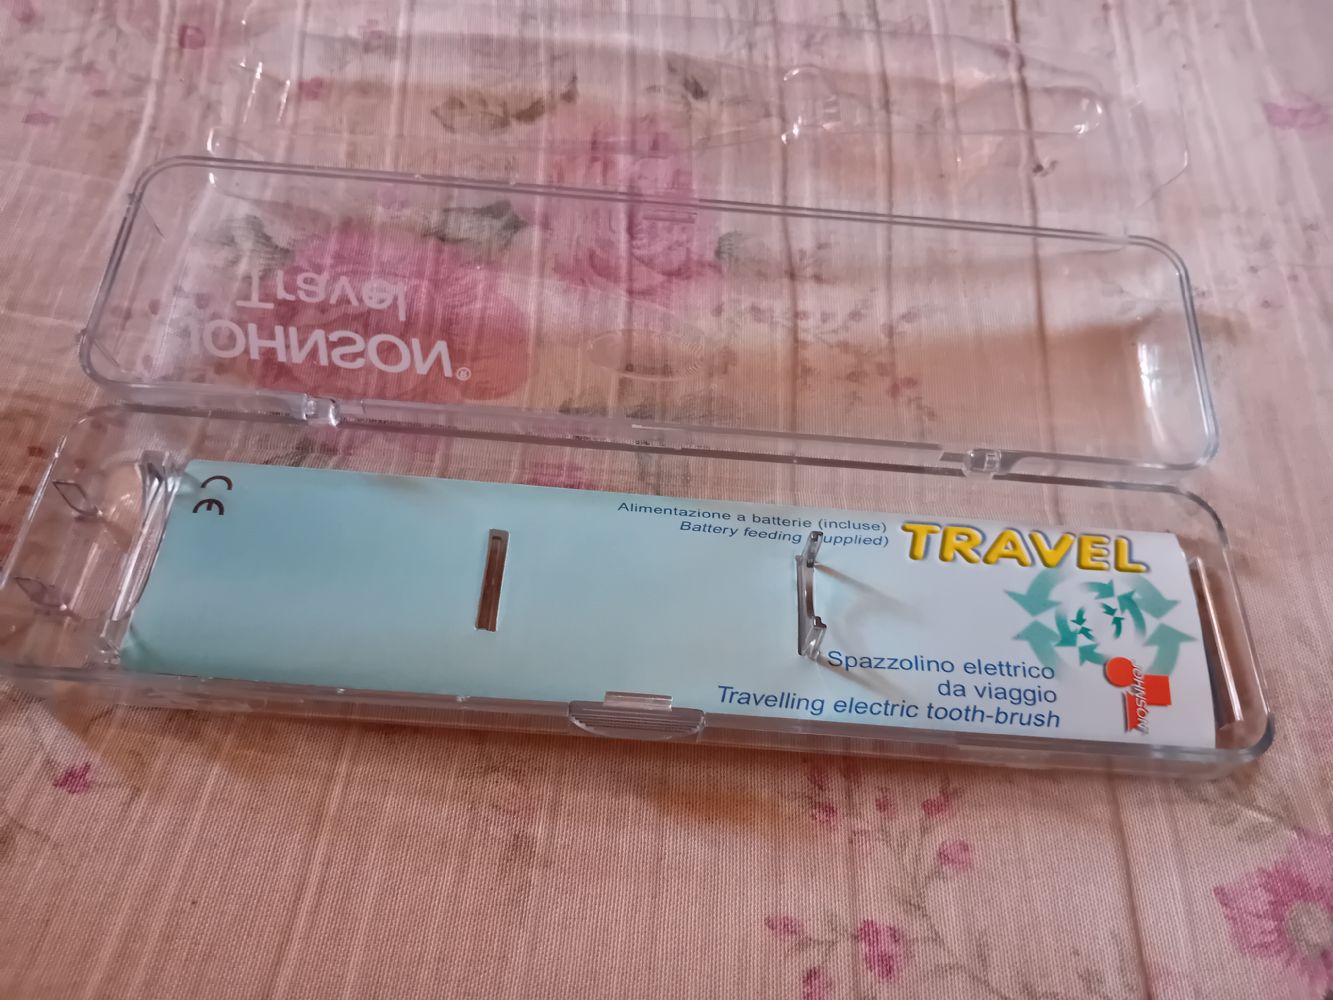 Travel
JOHNSON®
CE
Alimentazione a batterie (incluse)
Battery feeding (supplied)
TRAVEL
Spazzolino elettrico
da viaggio
Travelling electric tooth-brush
JOHNSON